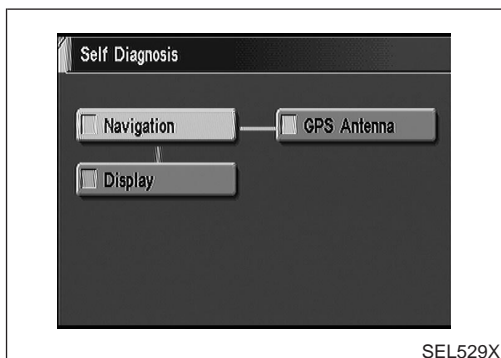 Self Diagnosis
Navigation
GPS Antenna
Display
SEL529X